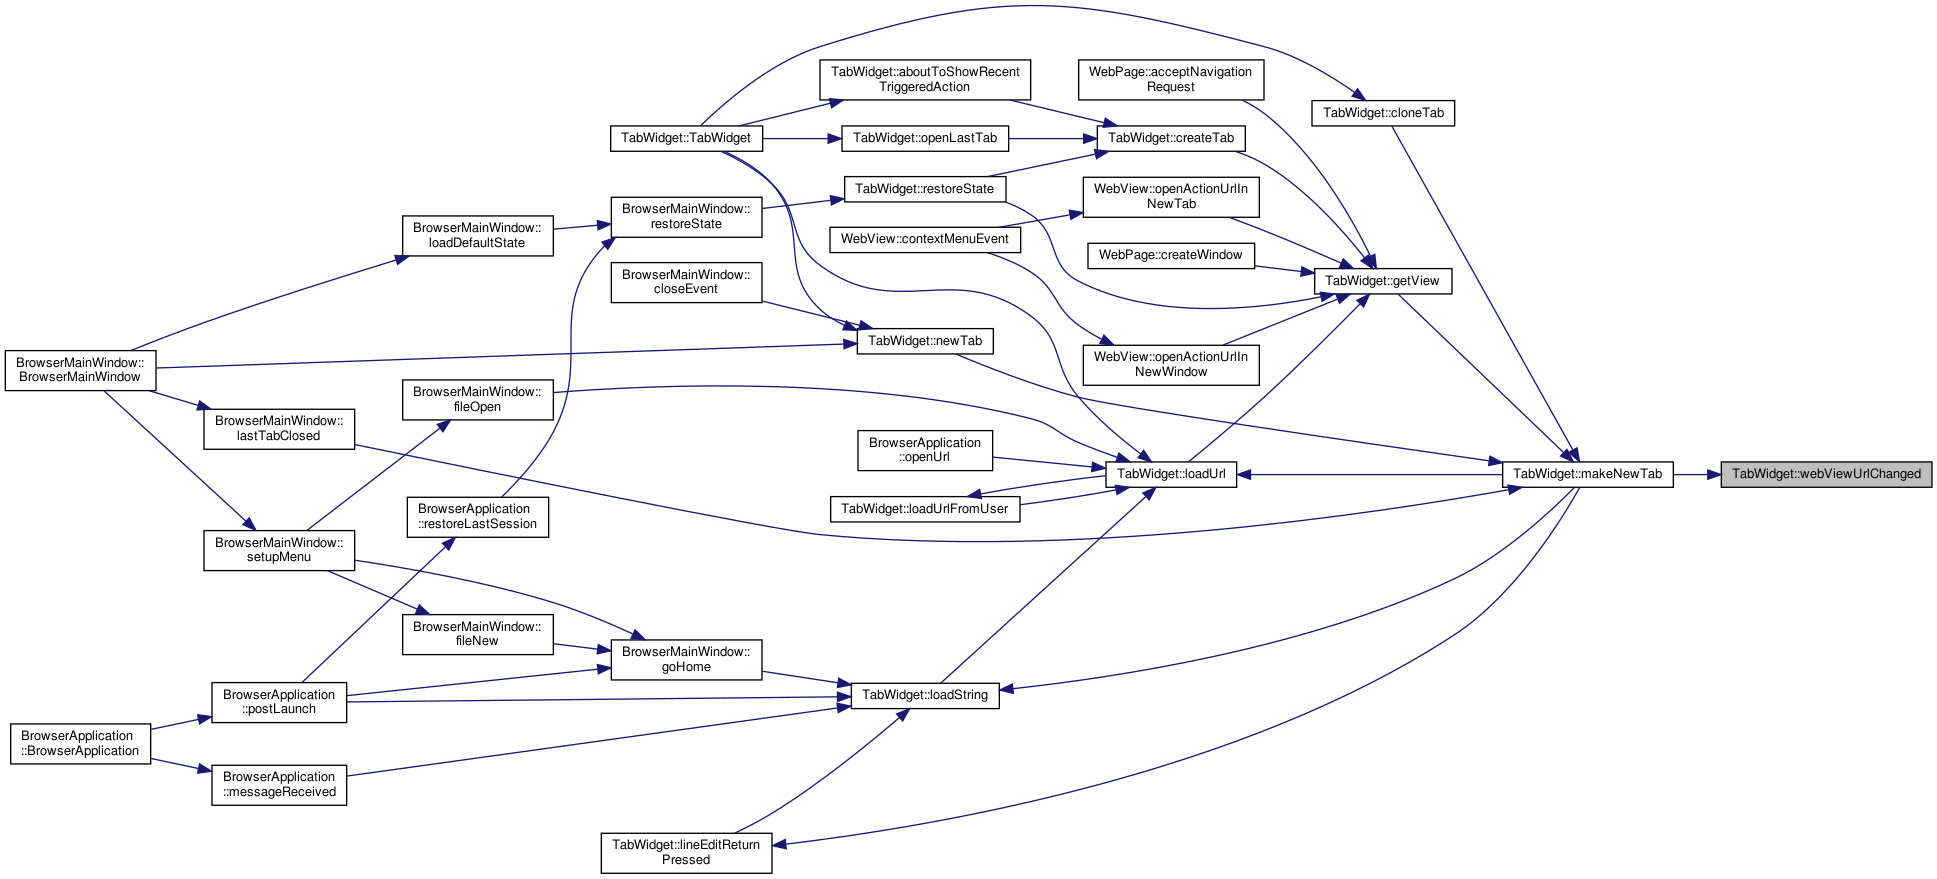 TabWidget::aboutToShowRecent
TriggeredAction
WebPage::acceptNavigation
Request
TabWidget::cloneTab
TabWidget::TabWidget
TabWidget::openLastTab
TabWidget::createTab
TabWidget::restoreState
WebView::openActionUrlIn
NewTab
BrowserMainWindow::
restoreState
BrowserMainWindow::
loadDefaultState
WebView::contextMenuEvent
WebPage::createWindow
BrowserMainWindow::
closeEvent
TabWidget::getView
TabWidget::newTab
WebView::openActionUrlIn
NewWindow
BrowserMainWindow::
BrowserMainWindow
BrowserMainWindow::
fileOpen
BrowserMainWindow::
lastTabClosed
BrowserApplication
::openUrl
TabWidget::loadUrl
TabWidget::makeNewTab
TabWidget::webViewUrlChanged
TabWidget::loadUrlFromUser
BrowserApplication
::restoreLastSession
BrowserMainWindow::
setupMenu
BrowserMainWindow::
fileNew
BrowserMainWindow::
goHome
BrowserApplication
::postLaunch
TabWidget::loadString
BrowserApplication
::BrowserApplication
BrowserApplication
::messageReceived
TabWidget::lineEditReturn
Pressed